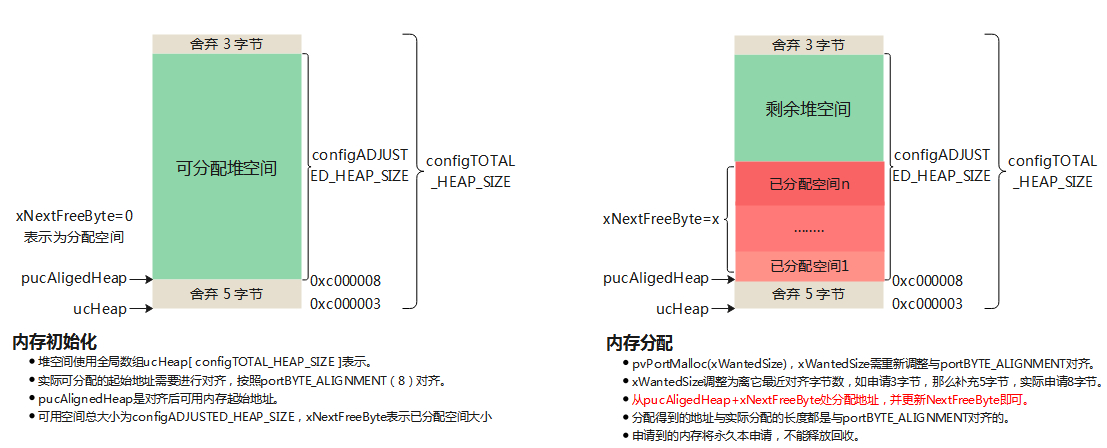 舍弃 3 字节
可分配堆空间
configADJUST
ED_HEAP_SIZE
configTOTAL
_HEAP_SIZE
xNextFreeByte=0
表示为分配空间
pucAligedHeap
0xc000008
舍弃 5 字节
ucHeap
0xc000003
内存初始化
● 堆空间使用全局数组ucHeap[ configTOTAL_HEAP_SIZE ]表示。
● 实际可分配的起始地址需要进行对齐，按照portBYTE_ALIGNMENT（8）对齐。
● pucAlignedHeap是对齐后可用内存起始地址。
● 可用空间总大小为configADJUSTED_HEAP_SIZE，xNextFreeByte表示已分配空间大小
舍弃 3 字节
剩余堆空间
configADJUST
ED_HEAP_SIZE
configTOTAL
_HEAP_SIZE
已分配空间n
xNextFreeByte=x
........
已分配空间1
pucAligedHeap
0xc000008
舍弃 5 字节
ucHeap
0xc000003
内存分配
● pvPortMalloc(xWantedSize)，xWantedSize需重新调整与portBYTE_ALIGNMENT对齐。
● xWantedSize调整为离它最近对齐字节数，如申请3字节，那么补充5字节，实际申请8字节。
● 从pucAligedHeap+xNextFreeByte处分配地址，并更新NextFreeByte即可。
● 分配得到的地址与实际分配的长度都是与portBYTE_ALIGNMENT对齐的。
● 申请到的内存将永久本申请，不能释放回收。